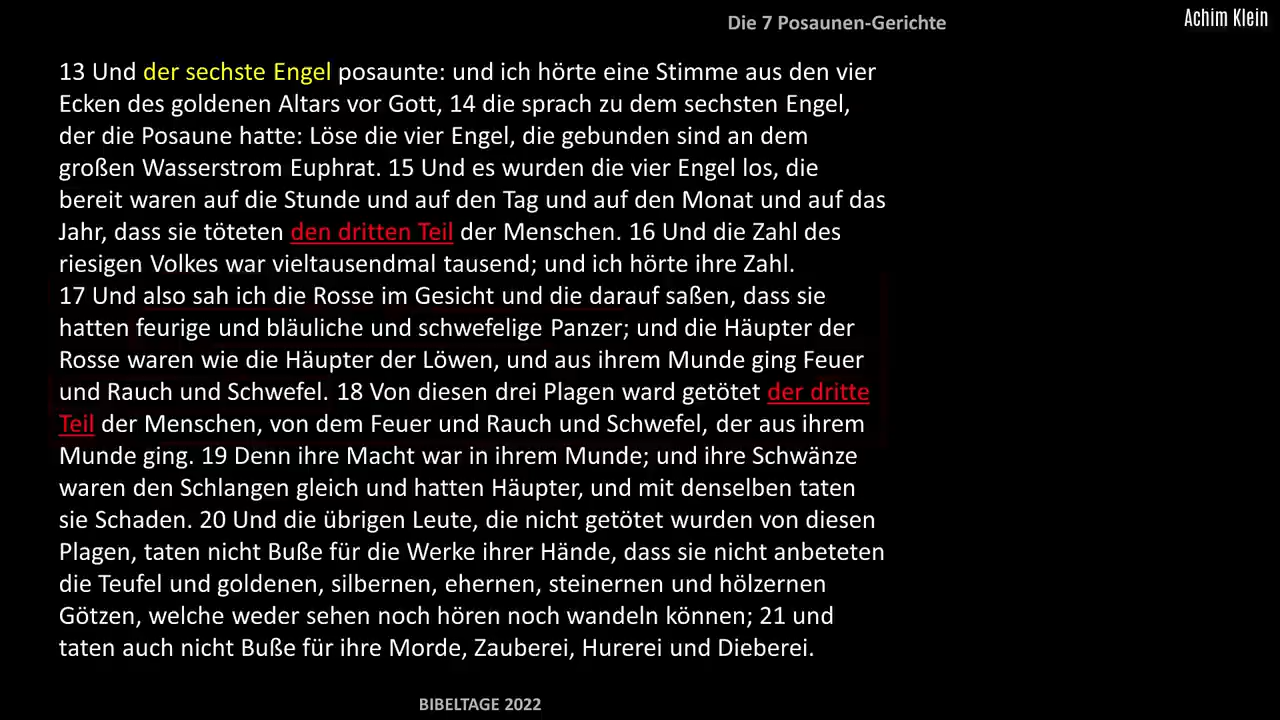 Die 7 Posaunen-Gerichte
Achim Klein
13 Und der sechste Engel posaunte: und ich hörte eine Stimme aus den vier
Ecken des goldenen Altars vor Gott, 14 die sprach zu dem sechsten Engel,
der die Posaune hatte: Löse die vier Engel, die gebunden sind an dem
großen Wasserstrom Euphrat. 15 Und es wurden die vier Engel los, die
bereit waren auf die Stunde und auf den Tag und auf den Monat und auf das
Jahr, dass sie töteten den dritten Teil der Menschen. 16 Und die Zahl des
riesigen Volkes war vieltausendmal tausend; und ich hörte ihre Zahl.
17 Und also sah ich die Rosse im Gesicht und die darauf saßen, dass sie
hatten feurige und bläuliche und schwefelige Panzer; und die Häupter der
Rosse waren wie die Häupter der Löwen, und aus ihrem Munde ging Feuer
und Rauch und Schwefel. 18 Von diesen drei Plagen ward getötet der dritte
Teil der Menschen, von dem Feuer und Rauch und Schwefel, der aus ihrem
Munde ging. 19 Denn ihre Macht war in ihrem Munde; und ihre Schwänze
waren den Schlangen gleich und hatten Häupter, und mit denselben taten
sie Schaden. 20 Und die übrigen Leute, die nicht getötet wurden von diesen
Plagen, taten nicht Buße für die Werke ihrer Hände, dass sie nicht anbeteten
die Teufel und goldenen, silbernen, ehernen, steinernen und hölzernen
Götzen, welche weder sehen noch hören noch wandeln können; 21 und
taten auch nicht Buße für ihre Morde, Zauberei, Hurerei und Dieberei.
BIBELTAGE 2022